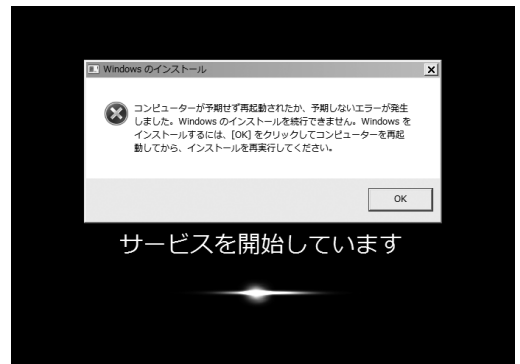 Windows のインストール
コンピューターが予期せず再起動されたか、予期しないエラーが発生
しました。Windows のインストールを続行できません。Windows を
インストールするには、[OK] をクリックしてコンピューターを再起
動してから、インストールを再実行してください。
OK
サービスを開始しています